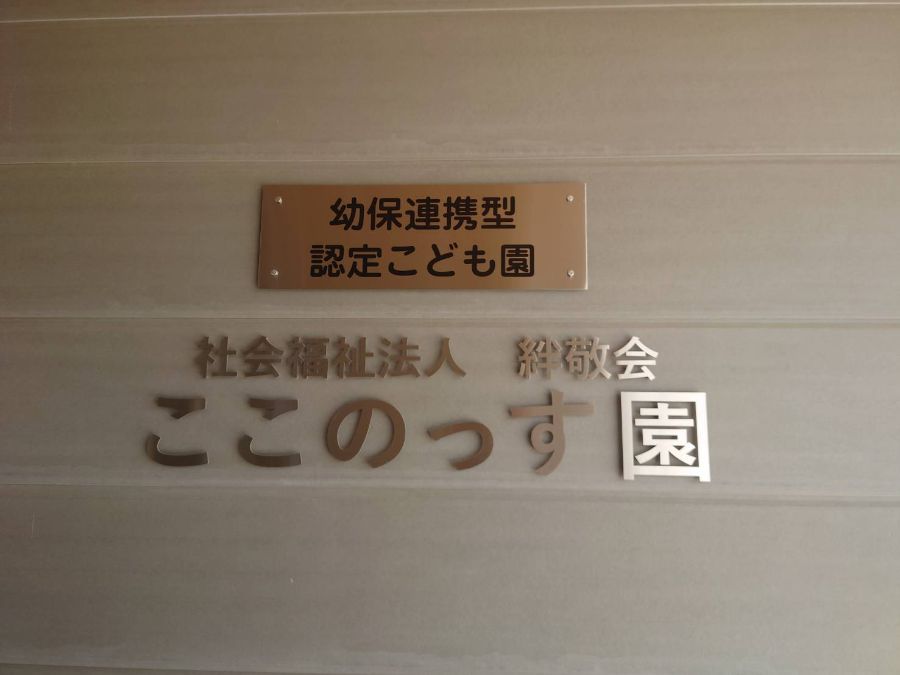 幼保連携型
認定こども園
社会福祉法人　絆敬会
ここのっす園